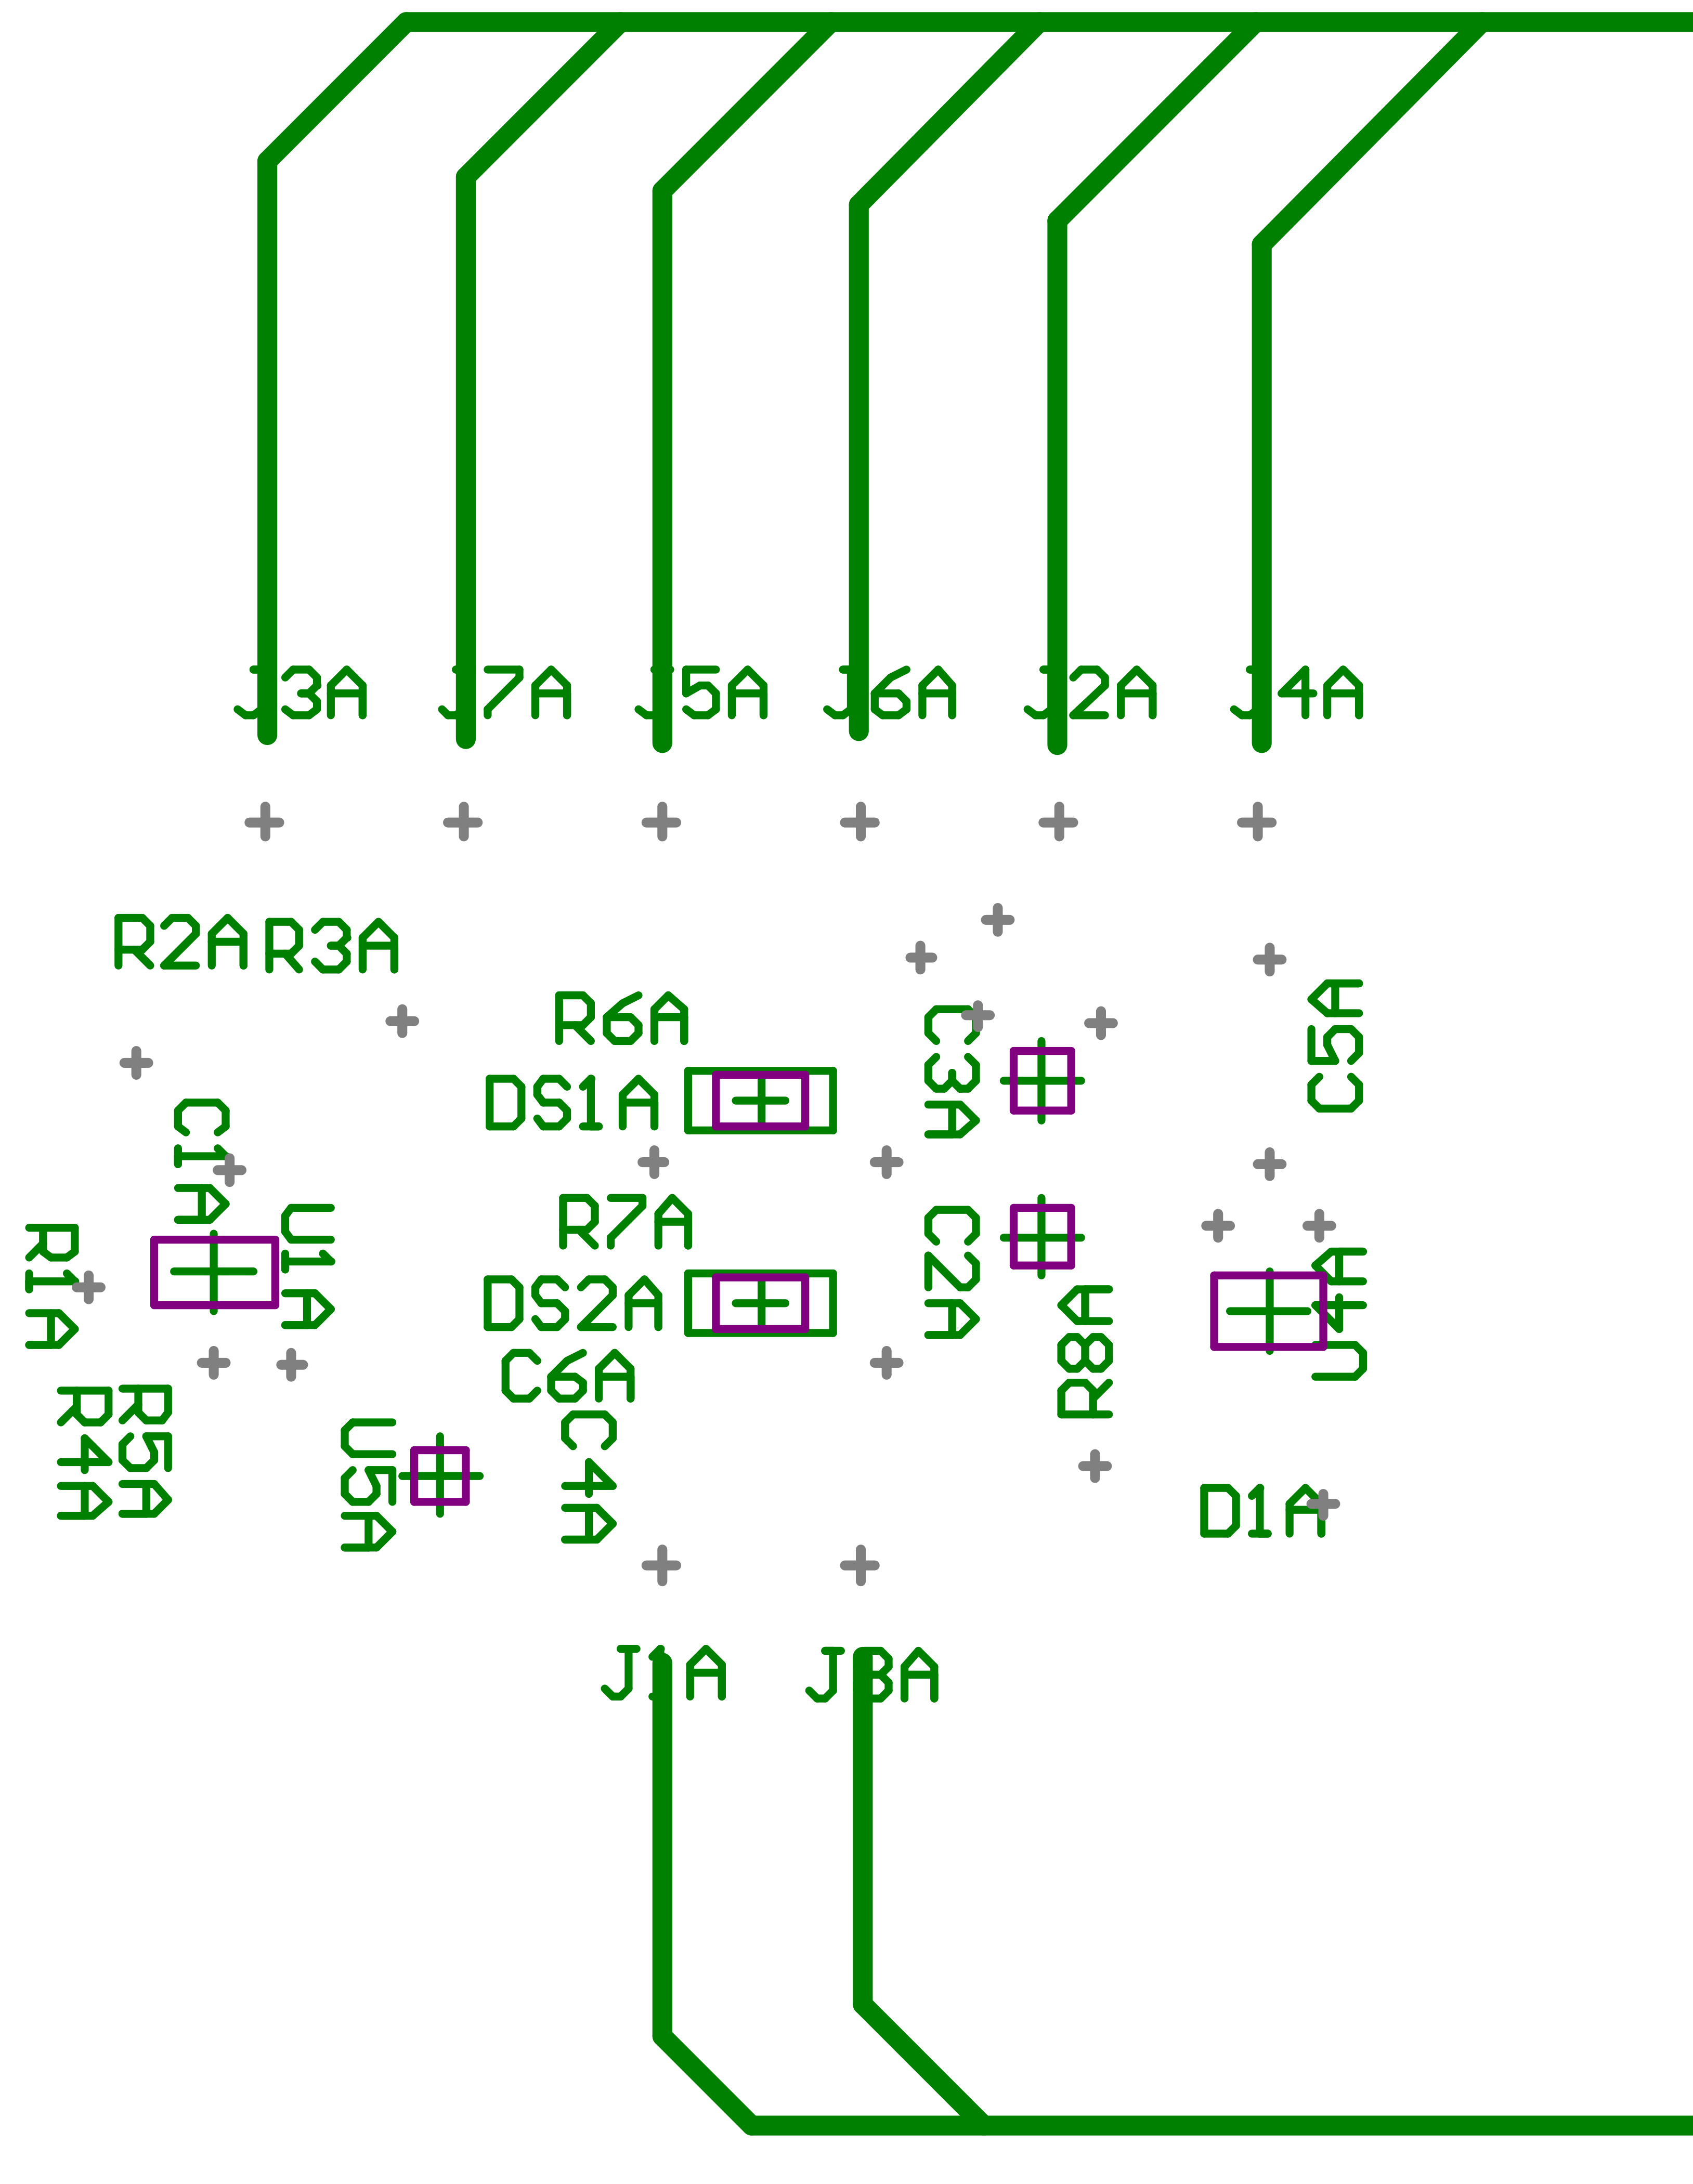 J3A J7A J5A J6A J2A J4A
R2A R3A
R6A
C3A
C5A
DS1A
C1A
R7A
C2A
U1A
R1A
DS2A
U4A
R8A
C6A
R4A
R5A
C4A
U5A
D1A
J1A J8A